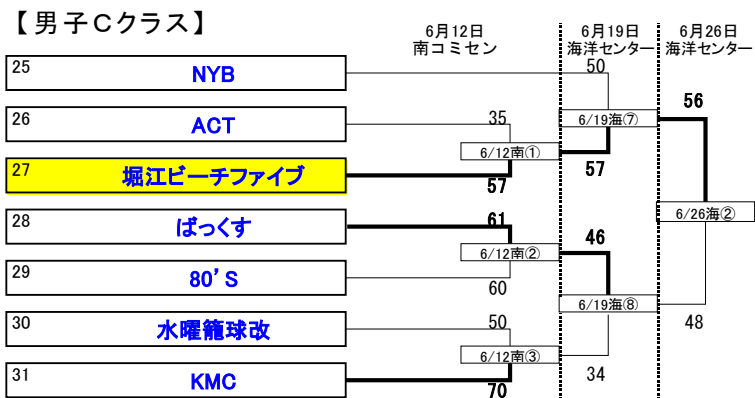 【男子Cクラス】
6月12日
南コミセン
6月19日
海洋センター
6月26日
海洋センター
25 NYB
50
26 ACT
35
6/19海⑦
56
6/12南①
27 堀江ビーチファイブ
57
57
28 ばっくす
61
46
6/26海②
6/12南②
29 80'S
60
6/19海⑧
48
30 水曜籠球改
50
6/12南③
34
31 KMC
70